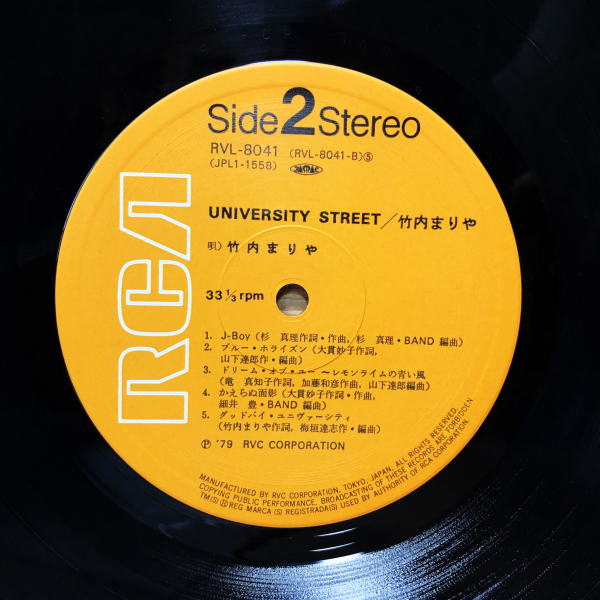 RCA
Side 2 Stereo
RVL-8041 (RVL-8041-B)⑤
(JPL1-1558) JASRAC
UNIVERSITY STREET/竹内まりや
唄) 竹内まりや
33 1/3 rpm
1. J-Boy (杉 真理作詞・作曲, 杉 真理・BAND 編曲)
2. ブルー・ホライズン (大貫妙子作詞,
山下達郎作・編曲)
3. ドリーム・オブ・ユー 〜レモンライムの青い風
(竜 真知子作詞, 加藤和彦作曲, 山下達郎編曲)
4. かえらぬ面影 (大貫妙子作詞・作曲,
細井 豊・BAND 編曲)
5. グッドバイ・ユニヴァーシティ
(竹内まりや作詞, 梅垣達志作・編曲)
Ⓟ '79 RVC CORPORATION
MANUFACTURED BY RVC CORPORATION, TOKYO, JAPAN. ALL RIGHTS RESERVED.
COPYING PUBLIC PERFORMANCE, BROADCASTING OF THESE RECORDS ARE FORBIDDEN
TM(S) ® REG MARCA (S) REGISTRADA(S) USED BY AUTHORITY OF RCA CORPORATION.